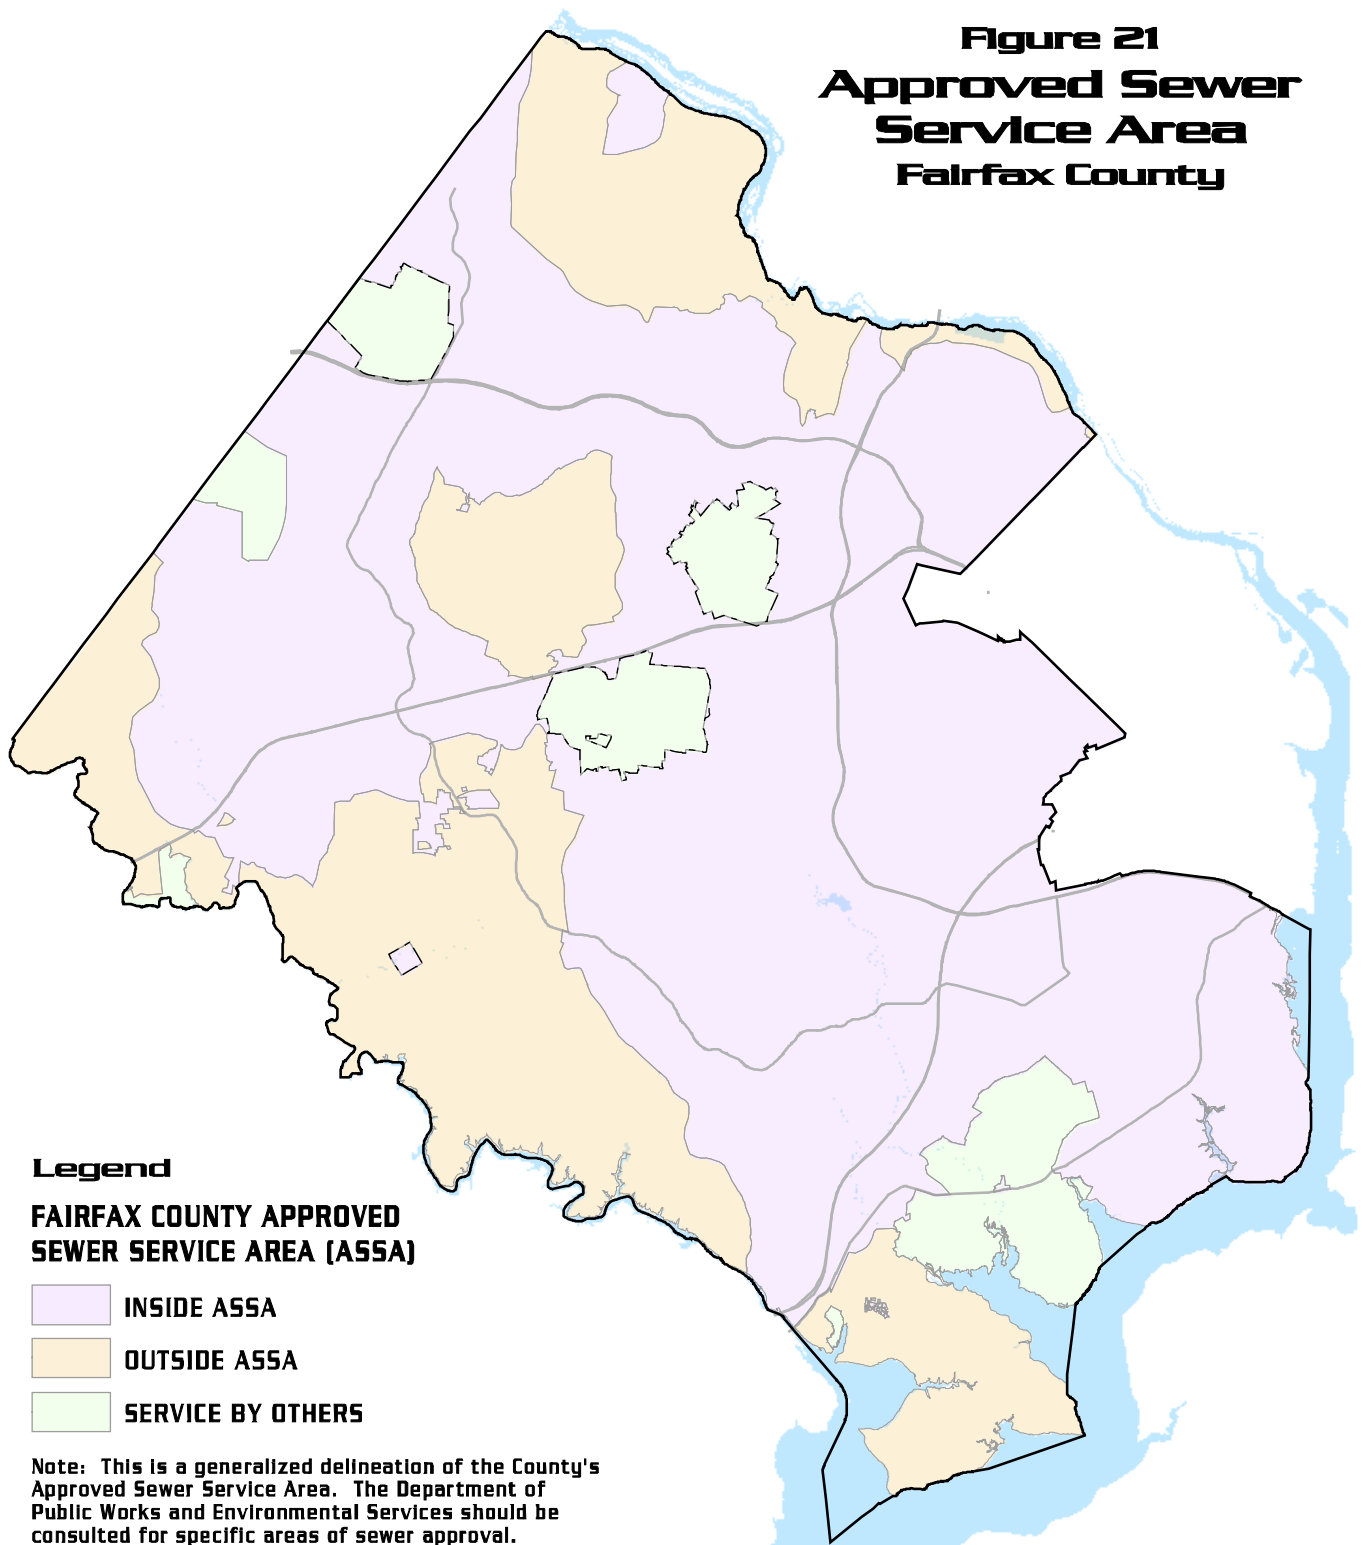 Figure 21
Approved Sewer
Service Area
Fairfax County
Legend
FAIRFAX COUNTY APPROVED
SEWER SERVICE AREA (ASSA)
INSIDE ASSA
OUTSIDE ASSA
SERVICE BY OTHERS
Note: This is a generalized delineation of the County's
Approved Sewer Service Area. The Department of
Public Works and Environmental Services should be
consulted for specific areas of sewer approval.